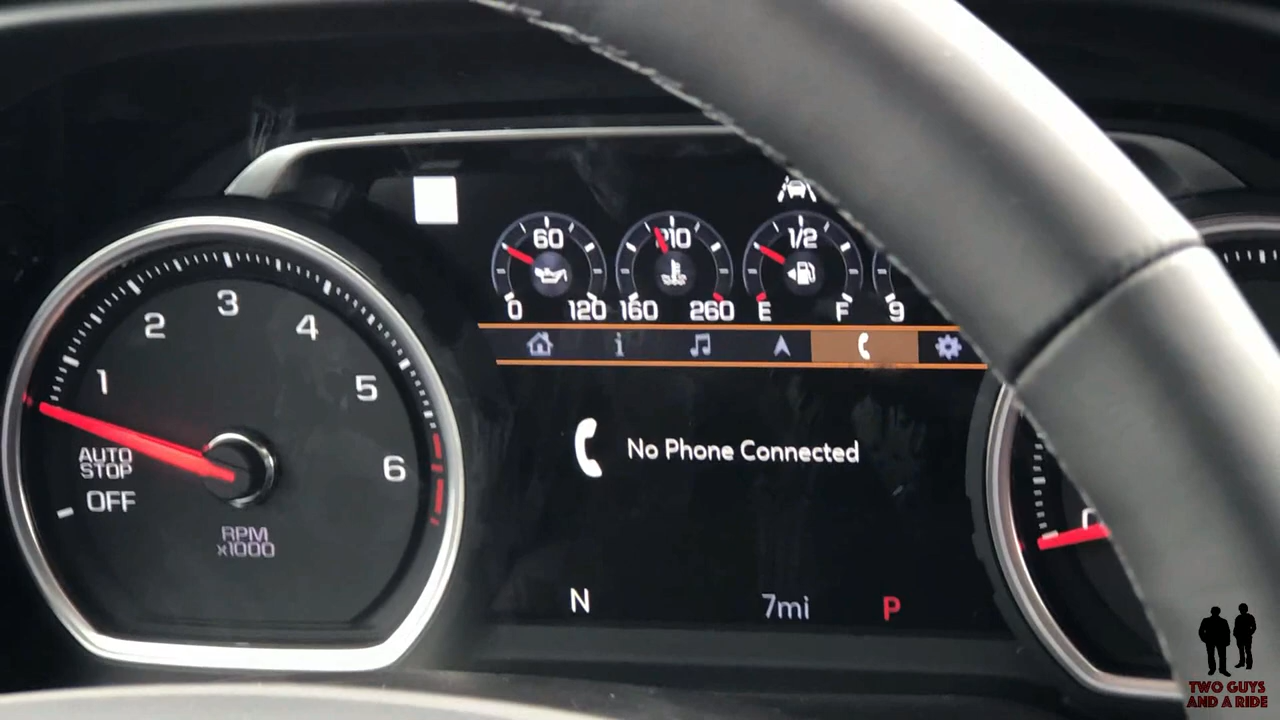 60
210
1/2
0
120
160
260
E
F
9
No Phone Connected
N
7mi
P
1
2
3
4
5
6
AUTO
STOP
OFF
RPM
x1000
TWO GUYS
AND A RIDE